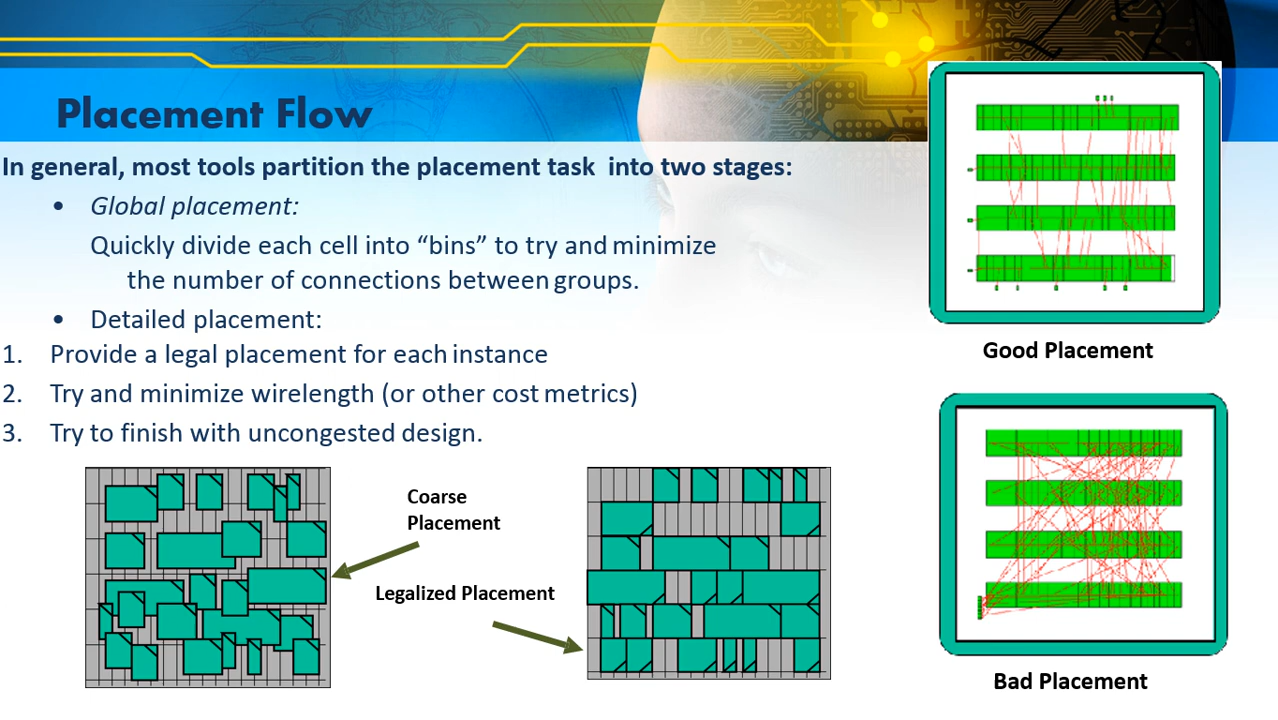 Placement Flow
In general, most tools partition the placement task into two stages:
• Global placement:
Quickly divide each cell into “bins” to try and minimize
the number of connections between groups.
• Detailed placement:
1. Provide a legal placement for each instance
2. Try and minimize wirelength (or other cost metrics)
3. Try to finish with uncongested design.
Coarse
Placement
Legalized Placement
Good Placement
Bad Placement